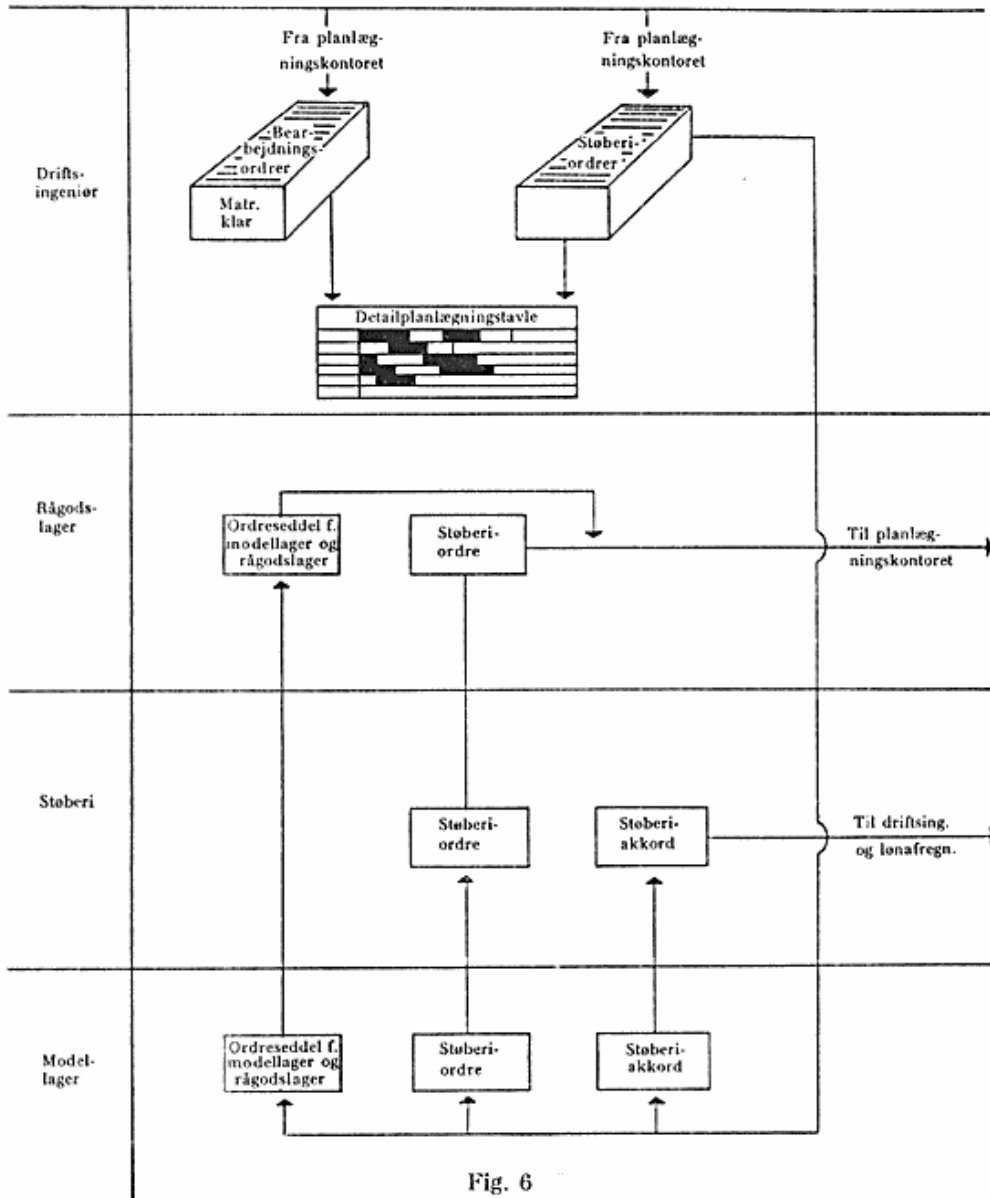 Fra planlæg-
ningskontoret
Fra planlæg-
ningskontoret
Drifts-
ingeniør
Bear-
bejdnings-
ordrer
Matr.
klar
Støberi-
ordrer
Detailplanlægningstavle
Rågods-
lager
Ordreseddel f.
modellager og
rågodslager
Støberi-
ordre
Til planlæg-
ningskontoret
Støberi
Støberi-
ordre
Støberi-
akkord
Til driftsing.
og lønafregn.
Model-
lager
Ordreseddel f.
modellager og
rågodslager
Støberi-
ordre
Støberi-
akkord
Fig. 6